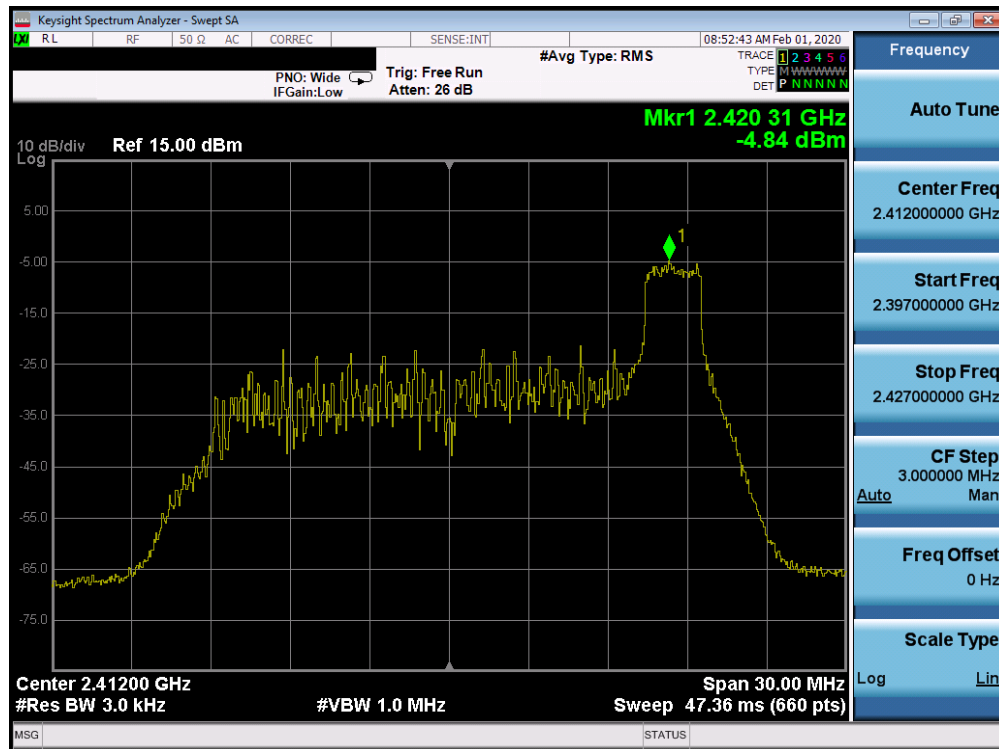 Keysight Spectrum Analyzer - Swept SA
LXI RL RF 50 Ω AC CORREC SENSE:INT 08:52:43 AM Feb 01, 2020
Frequency
#Avg Type: RMS TRACE 1 2 3 4 5 6
PNO: Wide Trig: Free Run TYPE M WWWWW
IFGain:Low Atten: 26 dB DET P N N N N N
Auto Tune
Mkr1 2.420 31 GHz
-4.84 dBm
10 dB/div Ref 15.00 dBm
Log
5.00
-5.00
-15.0
-25.0
-35.0
-45.0
-55.0
-65.0
-75.0
1
Center Freq
2.412000000 GHz
Start Freq
2.397000000 GHz
Stop Freq
2.427000000 GHz
CF Step
3.000000 MHz
Auto Man
Freq Offset
0 Hz
Scale Type
Log Lin
Center 2.41200 GHz Span 30.00 MHz
#Res BW 3.0 kHz #VBW 1.0 MHz Sweep 47.36 ms (660 pts)
MSG STATUS